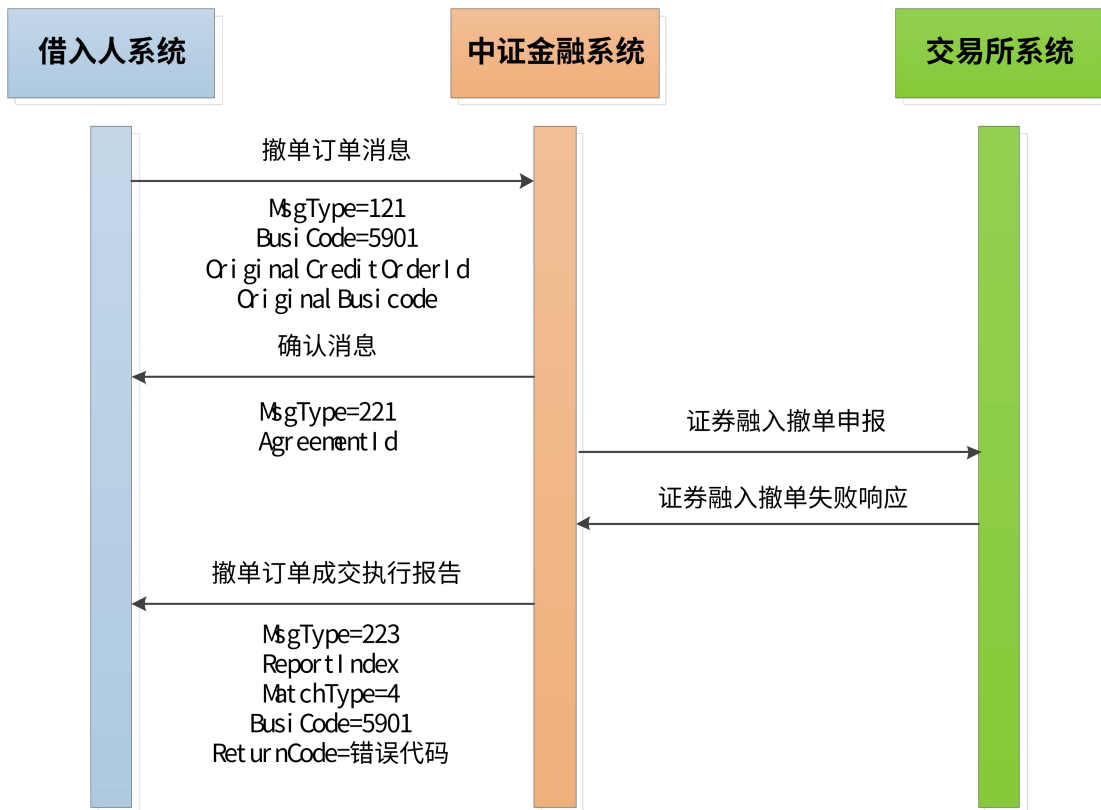 借入人系统
中证金融系统
交易所系统
撤单订单消息
MsgType=121
BusiCode=5901
OriginalCreditOrderId
OriginalBusicode
确认消息
MsgType=221
AgreementId
证券融入撤单申报
证券融入撤单失败响应
撤单订单成交执行报告
MsgType=223
ReportIndex
MatchType=4
BusiCode=5901
ReturnCode=错误代码